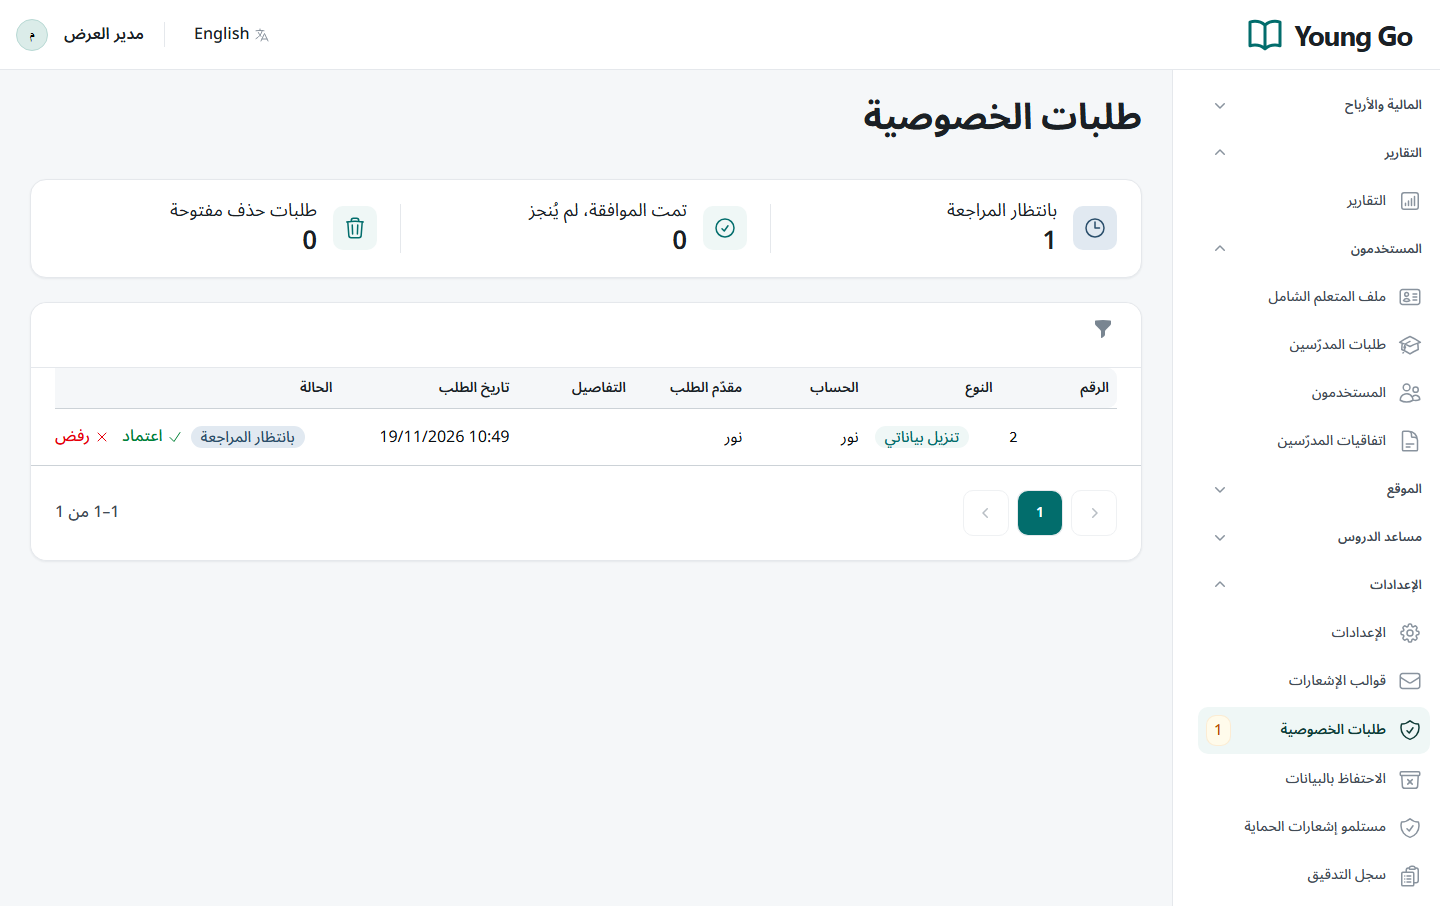 Young Go
English
مدير العرض
م
المالية والأرباح
التقارير
التقارير
المستخدمون
ملف المتعلم الشامل
طلبات المدرّسين
المستخدمون
اتفاقيات المدرّسين
الموقع
مساعد الدروس
الإعدادات
الإعدادات
قوالب الإشعارات
طلبات الخصوصية 1
الاحتفاظ بالبيانات
مستلمو إشعارات الحماية
سجل التدقيق
طلبات الخصوصية
بانتظار المراجعة
1
تمت الموافقة، لم يُنجز
0
طلبات حذف مفتوحة
0
الرقم النوع الحساب مقدّم الطلب التفاصيل تاريخ الطلب الحالة
2 تنزيل بياناتي نور نور 19/11/2026 10:49 بانتظار المراجعة اعتماد رفض
1
1–1 من 1